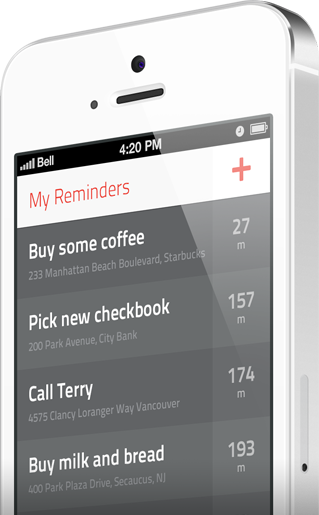 Bell 4:20 PM
My Reminders +
Buy some coffee 27
233 Manhattan Beach Boulevard, Starbucks m
Pick new checkbook 157
200 Park Avenue, City Bank m
Call Terry 174
4575 Clancy Loranger Way Vancouver m
Buy milk and bread 193
400 Park Plaza Drive, Secaucus, NJ m